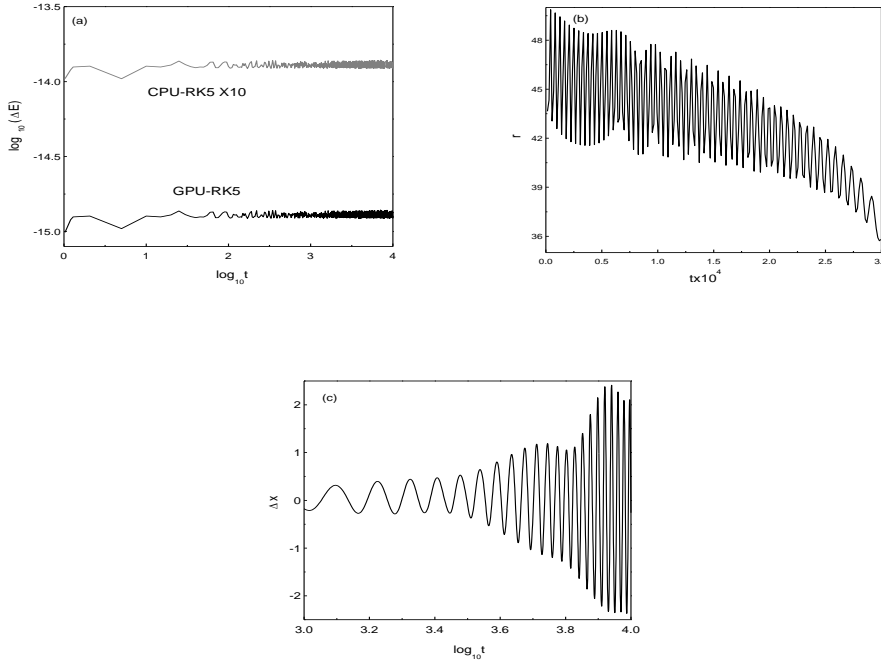 (a)
-13.5
-14.0
-14.5
-15.0
log 10 (ΔE)
CPU-RK5 X10
GPU-RK5
0 1 2 3 4
log10t
(b)
48
45
42
39
36
r
0.0 0.5 1.0 1.5 2.0 2.5 3.0
tx10^4
(c)
2
1
0
-1
-2
Δx
3.0 3.2 3.4 3.6 3.8 4.0
log10t